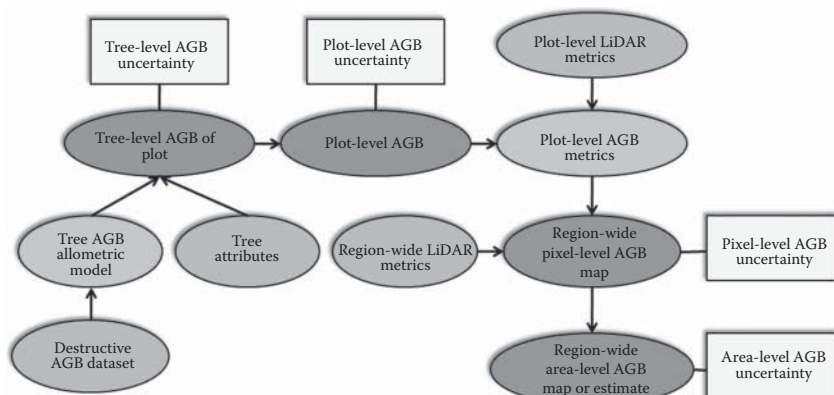 Tree-level AGB
uncertainty
Plot-level AGB
uncertainty
Plot-level LiDAR
metrics
Tree-level AGB of
plot
Plot-level AGB
Plot-level AGB
metrics
Tree AGB
allometric
model
Tree
attributes
Region-wide LiDAR
metrics
Region-wide
pixel-level AGB
map
Pixel-level AGB
uncertainty
Destructive
AGB dataset
Region-wide
area-level AGB
map or estimate
Area-level AGB
uncertainty